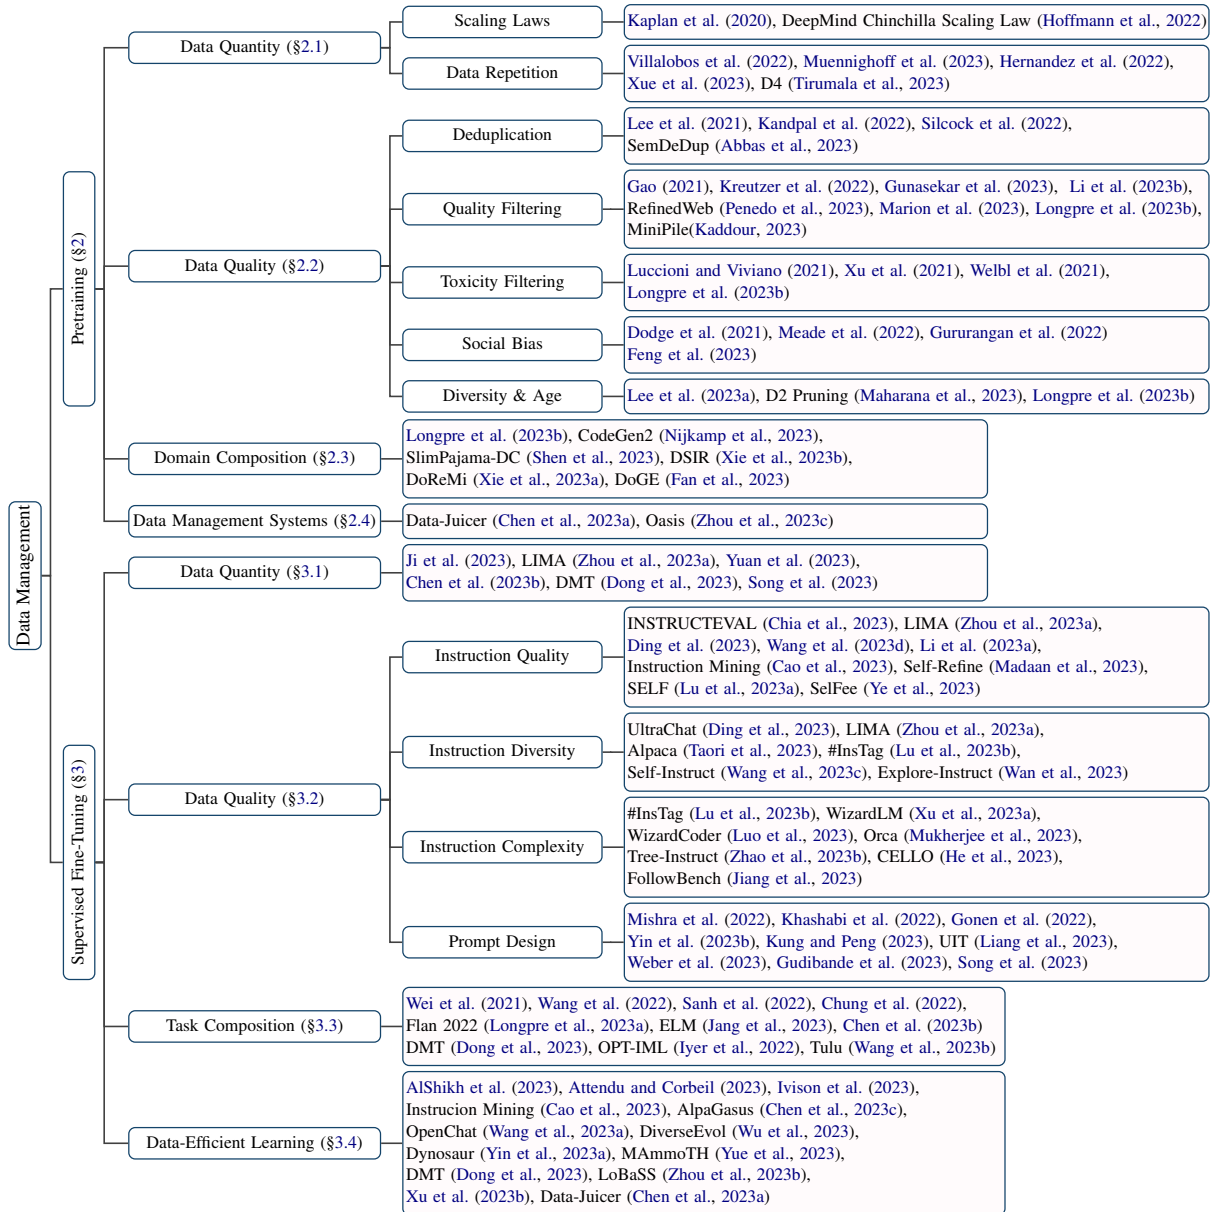 Data Management
Pretraining (§2)
Data Quantity (§2.1)
Scaling Laws
Kaplan et al. (2020), DeepMind Chinchilla Scaling Law (Hoffmann et al., 2022)
Data Repetition
Villalobos et al. (2022), Muennighoff et al. (2023), Hernandez et al. (2022),
Xue et al. (2023), D4 (Tirumala et al., 2023)
Data Quality (§2.2)
Deduplication
Lee et al. (2021), Kandpal et al. (2022), Silcock et al. (2022),
SemDeDup (Abbas et al., 2023)
Quality Filtering
Gao (2021), Kreutzer et al. (2022), Gunasekar et al. (2023), Li et al. (2023b),
RefinedWeb (Penedo et al., 2023), Marion et al. (2023), Longpre et al. (2023b),
MiniPile(Kaddour, 2023)
Toxicity Filtering
Luccioni and Viviano (2021), Xu et al. (2021), Welbl et al. (2021),
Longpre et al. (2023b)
Social Bias
Dodge et al. (2021), Meade et al. (2022), Gururangan et al. (2022)
Feng et al. (2023)
Diversity & Age
Lee et al. (2023a), D2 Pruning (Maharana et al., 2023), Longpre et al. (2023b)
Domain Composition (§2.3)
Longpre et al. (2023b), CodeGen2 (Nijkamp et al., 2023),
SlimPajama-DC (Shen et al., 2023), DSIR (Xie et al., 2023b),
DoReMi (Xie et al., 2023a), DoGE (Fan et al., 2023)
Data Management Systems (§2.4)
Data-Juicer (Chen et al., 2023a), Oasis (Zhou et al., 2023c)
Supervised Fine-Tuning (§3)
Data Quantity (§3.1)
Ji et al. (2023), LIMA (Zhou et al., 2023a), Yuan et al. (2023),
Chen et al. (2023b), DMT (Dong et al., 2023), Song et al. (2023)
Data Quality (§3.2)
Instruction Quality
INSTRUCTEVAL (Chia et al., 2023), LIMA (Zhou et al., 2023a),
Ding et al. (2023), Wang et al. (2023d), Li et al. (2023a),
Instruction Mining (Cao et al., 2023), Self-Refine (Madaan et al., 2023),
SELF (Lu et al., 2023a), SelFee (Ye et al., 2023)
Instruction Diversity
UltraChat (Ding et al., 2023), LIMA (Zhou et al., 2023a),
Alpaca (Taori et al., 2023), #InsTag (Lu et al., 2023b),
Self-Instruct (Wang et al., 2023c), Explore-Instruct (Wan et al., 2023)
Instruction Complexity
#InsTag (Lu et al., 2023b), WizardLM (Xu et al., 2023a),
WizardCoder (Luo et al., 2023), Orca (Mukherjee et al., 2023),
Tree-Instruct (Zhao et al., 2023b), CELLO (He et al., 2023),
FollowBench (Jiang et al., 2023)
Prompt Design
Mishra et al. (2022), Khashabi et al. (2022), Gonen et al. (2022),
Yin et al. (2023b), Kung and Peng (2023), UIT (Liang et al., 2023),
Weber et al. (2023), Gudibande et al. (2023), Song et al. (2023)
Task Composition (§3.3)
Wei et al. (2021), Wang et al. (2022), Sanh et al. (2022), Chung et al. (2022),
Flan 2022 (Longpre et al., 2023a), ELM (Jang et al., 2023), Chen et al. (2023b)
DMT (Dong et al., 2023), OPT-IML (Iyer et al., 2022), Tulu (Wang et al., 2023b)
Data-Efficient Learning (§3.4)
AlShikh et al. (2023), Attendu and Corbeil (2023), Ivison et al. (2023),
Instrucion Mining (Cao et al., 2023), AlpaGasus (Chen et al., 2023c),
OpenChat (Wang et al., 2023a), DiverseEvol (Wu et al., 2023),
Dynosaur (Yin et al., 2023a), MAmmoTH (Yue et al., 2023),
DMT (Dong et al., 2023), LoBaSS (Zhou et al., 2023b),
Xu et al. (2023b), Data-Juicer (Chen et al., 2023a)